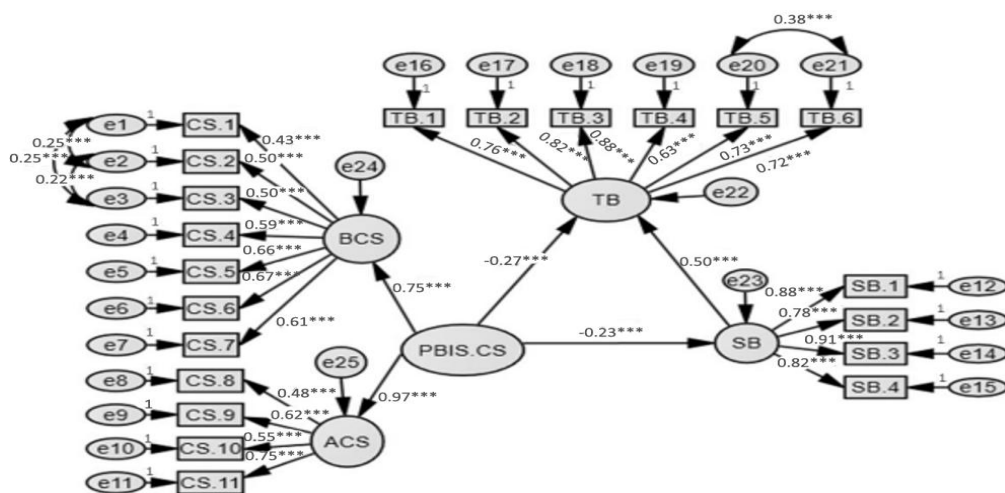 0.38***
e16 e17 e18 e19 e20 e21
1 1 1 1 1 1
TB.1 TB.2 TB.3 TB.4 TB.5 TB.6
0.76*** 0.82*** 0.88*** 0.63*** 0.73*** 0.72***
TB
e22
e1 1 CS.1
0.25***
e2 1 CS.2
0.25***
0.22***
e3 1 CS.3
e4 1 CS.4
e5 1 CS.5
e6 1 CS.6
e7 1 CS.7
0.43***
0.50***
0.50***
0.59***
0.66***
0.67***
0.61***
e24
BCS
0.75***
-0.27***
0.50***
PBIS.CS
-0.23***
0.97***
e23
SB
0.88*** SB.1 1 e12
0.78*** SB.2 1 e13
0.91*** SB.3 1 e14
0.82*** SB.4 1 e15
e25
ACS
e8 1 CS.8 0.48***
e9 1 CS.9 0.62***
e10 1 CS.10 0.55***
e11 1 CS.11 0.75***